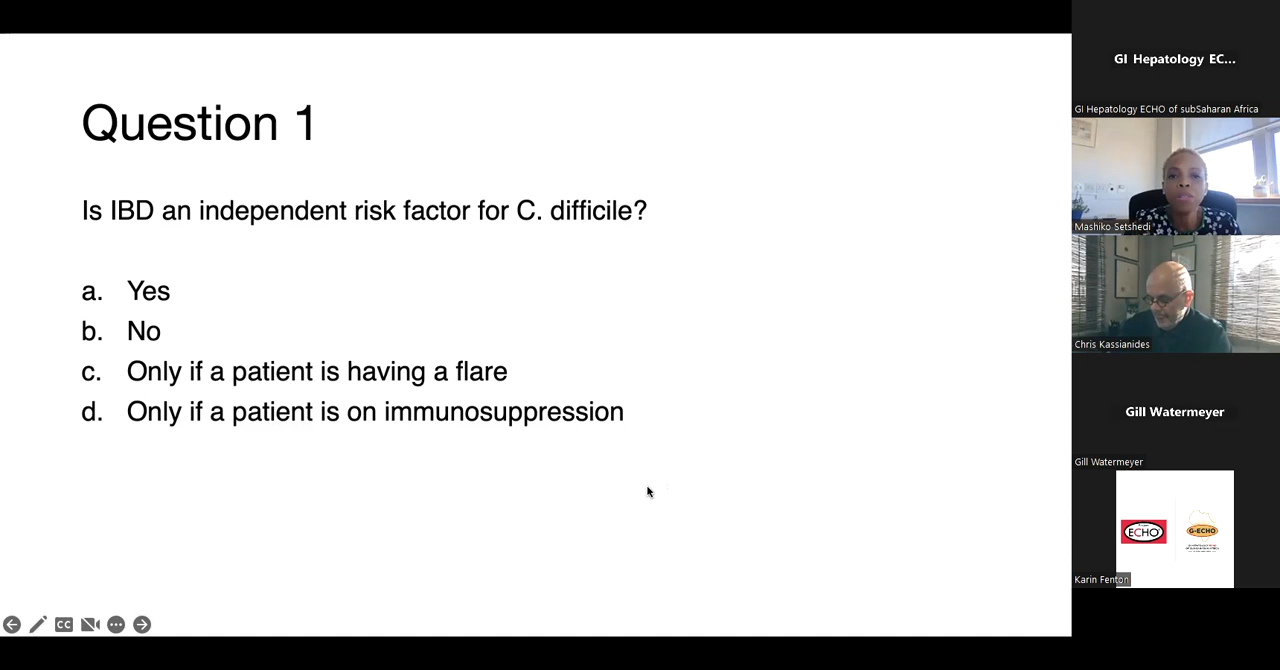 Question 1
Is IBD an independent risk factor for C. difficile?
a. Yes
b. No
c. Only if a patient is having a flare
d. Only if a patient is on immunosuppression
CC
GI Hepatology EC...
GI Hepatology ECHO of subSaharan Africa
Mashiko Setshedi
Chris Kassianides
Gill Watermeyer
Gill Watermeyer
ECHO
G-ECHO
Karin Fenton